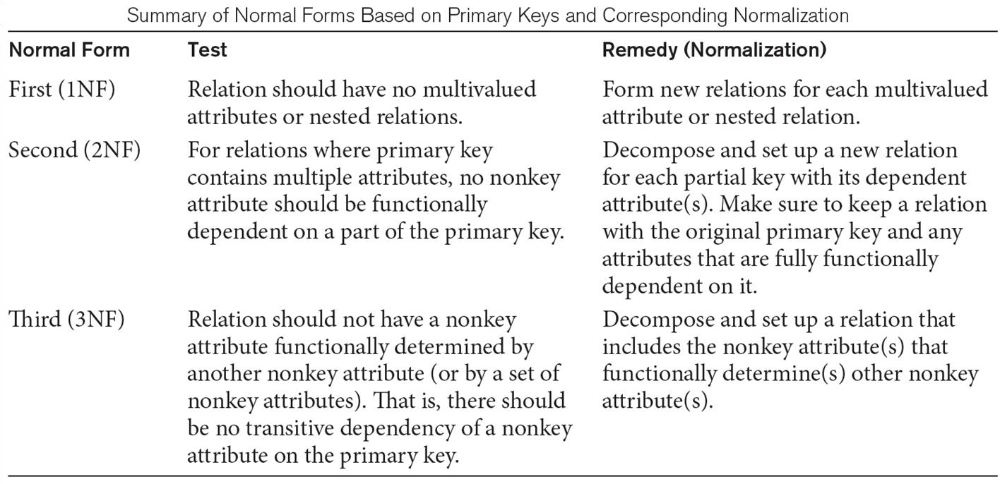 Summary of Normal Forms Based on Primary Keys and Corresponding Normalization
Normal Form Test Remedy (Normalization)
First (1NF) Relation should have no multivalued attributes or nested relations. Form new relations for each multivalued attribute or nested relation.
Second (2NF) For relations where primary key contains multiple attributes, no nonkey attribute should be functionally dependent on a part of the primary key. Decompose and set up a new relation for each partial key with its dependent attribute(s). Make sure to keep a relation with the original primary key and any attributes that are fully functionally dependent on it.
Third (3NF) Relation should not have a nonkey attribute functionally determined by another nonkey attribute (or by a set of nonkey attributes). That is, there should be no transitive dependency of a nonkey attribute on the primary key. Decompose and set up a relation that includes the nonkey attribute(s) that functionally determine(s) other nonkey attribute(s).